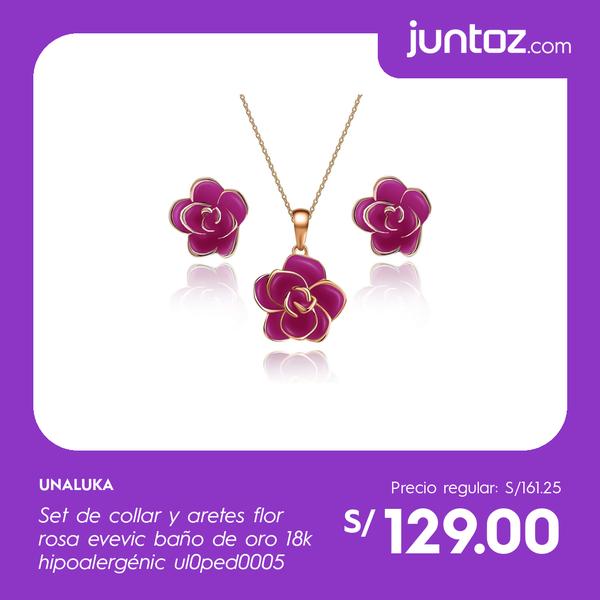 juntoz.com
UNALUKA
Set de collar y aretes flor
rosa evevic baño de oro 18k
hipoalergénic ul0ped0005
Precio regular: S/161.25
S/129.00